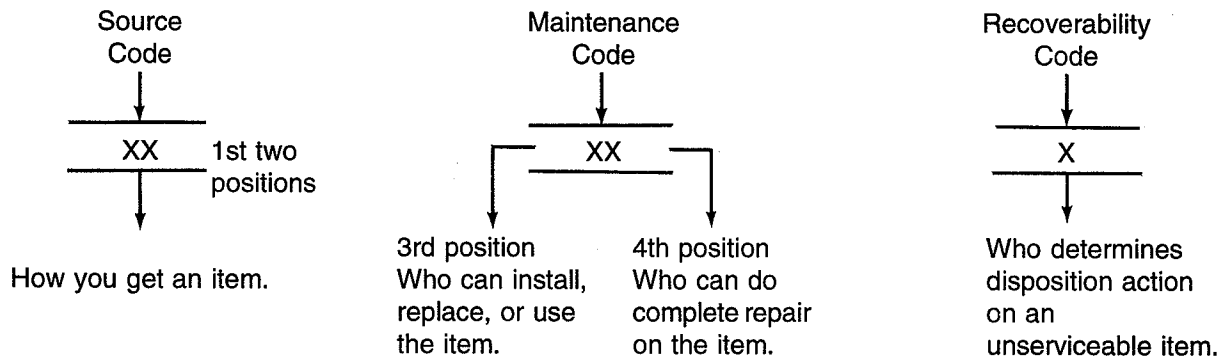 Source
Code
XX
1st two
positions
How you get an item.
Maintenance
Code
XX
3rd position
Who can install,
replace, or use
the item.
4th position
Who can do
complete repair
on the item.
Recoverability
Code
X
Who determines
disposition action
on an
unserviceable item.